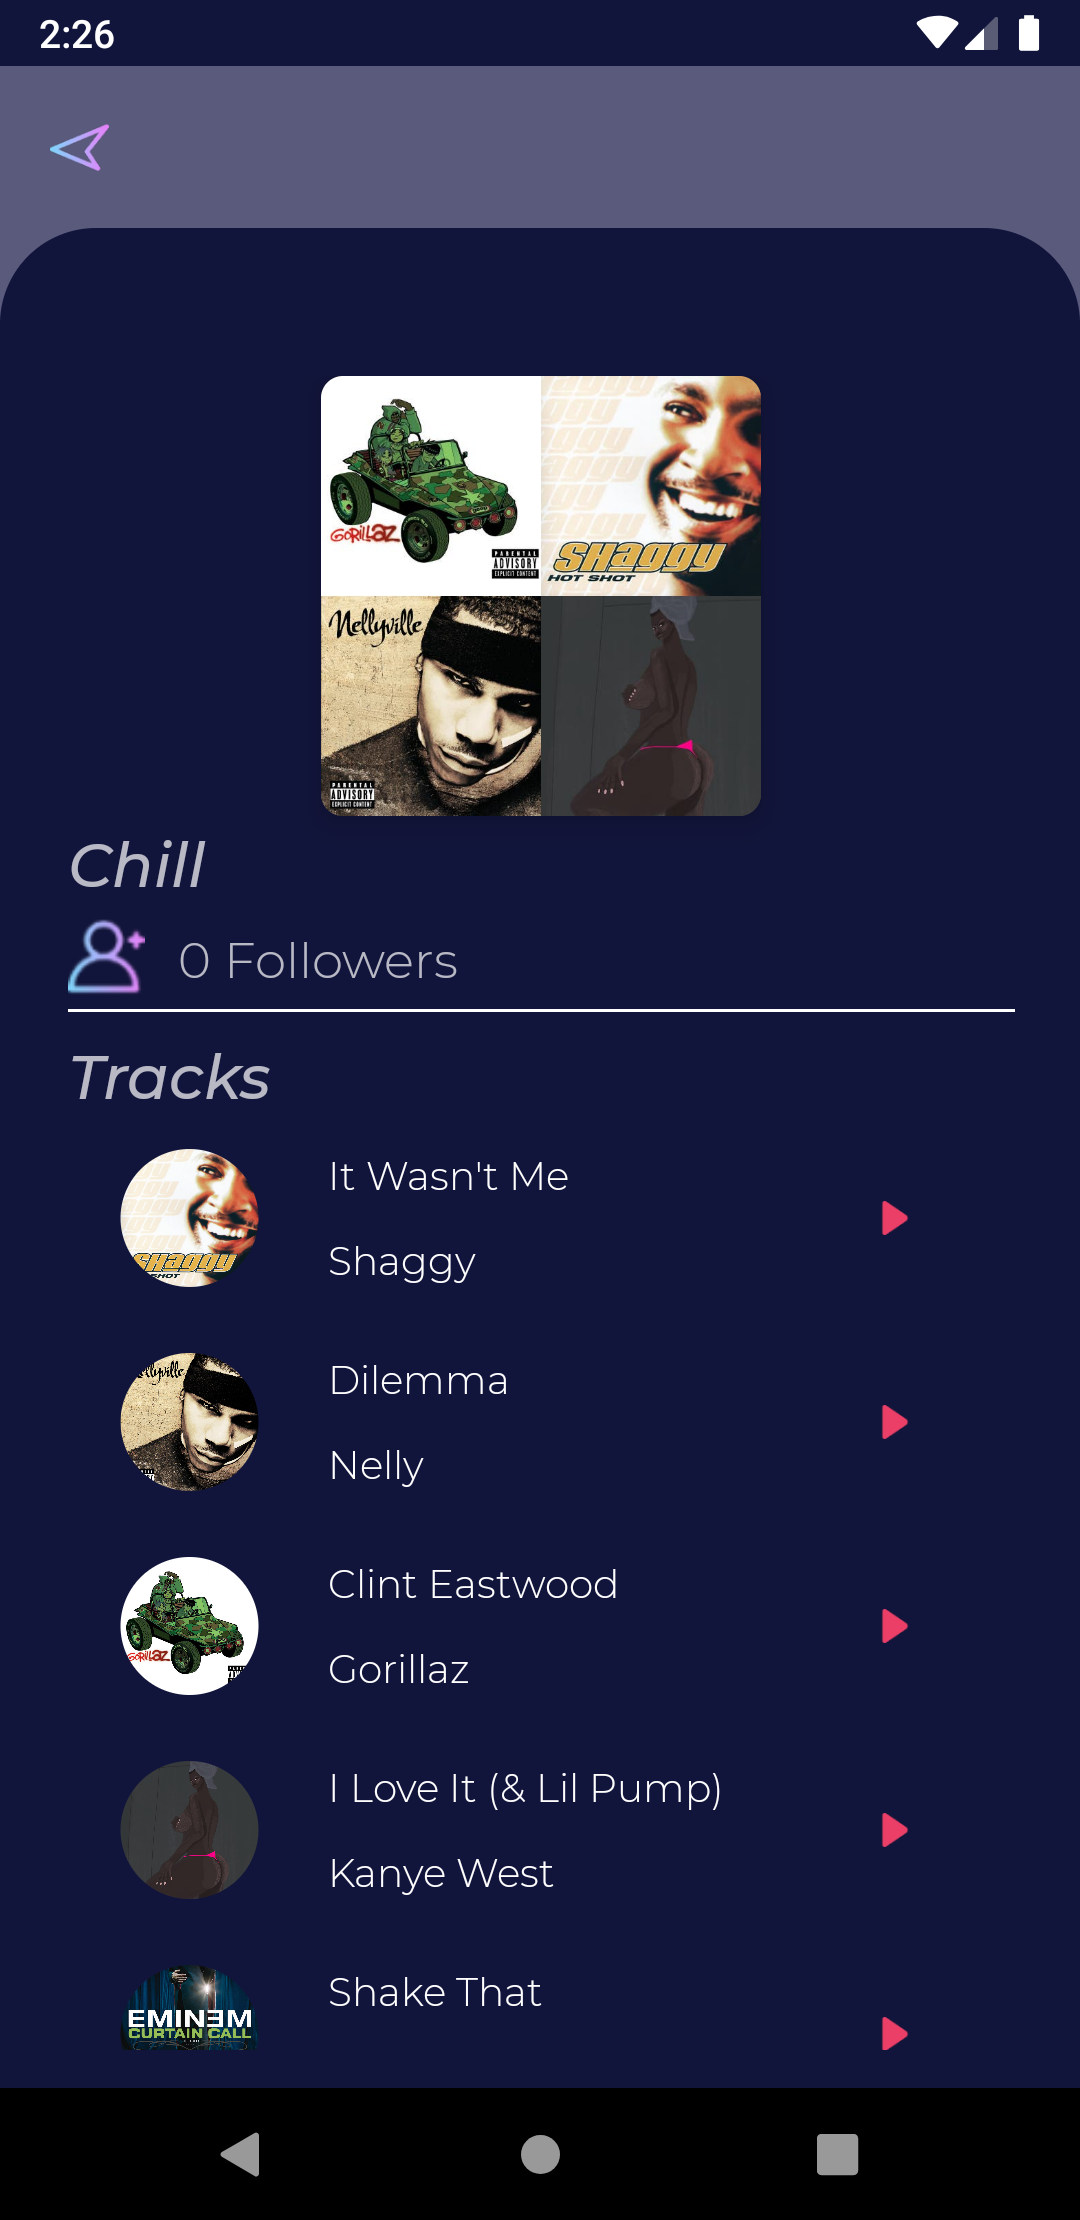 2:26
GORILLAZ
PARENTAL
ADVISORY
EXPLICIT CONTENT
SHaggy
HOT SHOT
Nellyville
PARENTAL
ADVISORY
EXPLICIT CONTENT
Chill
0 Followers
Tracks
It Wasn't Me
Shaggy
Dilemma
Nelly
Clint Eastwood
Gorillaz
I Love It (& Lil Pump)
Kanye West
Shake That
EMINEM
CURTAIN CALL